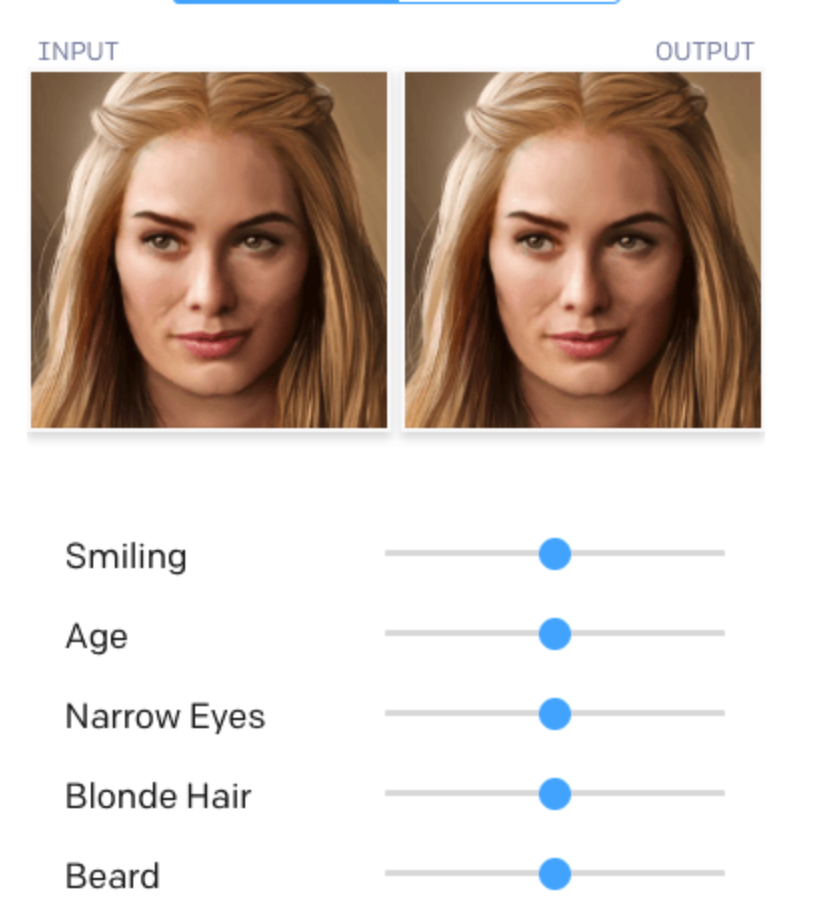 INPUT
OUTPUT
Smiling
Age
Narrow Eyes
Blonde Hair
Beard